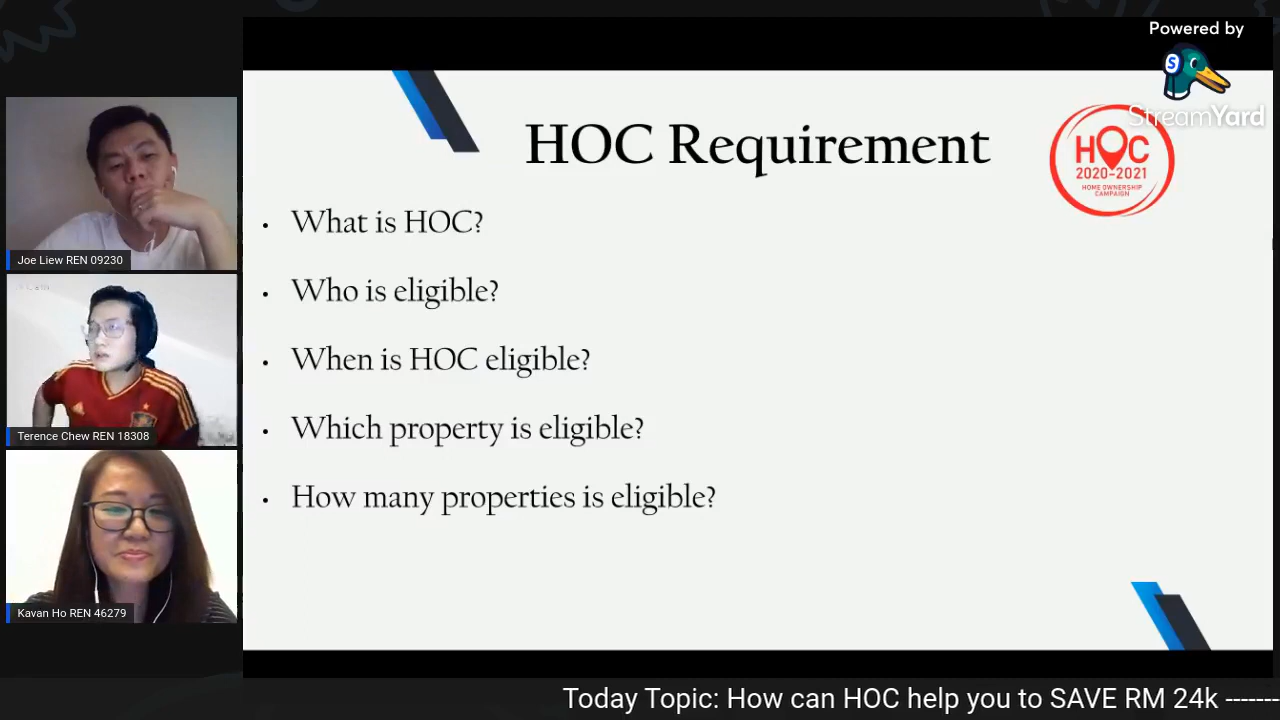 Powered by
S
StreamYard
HOC Requirement
HOC
2020-2021
HOME OWNERSHIP
CAMPAIGN
• What is HOC?
• Who is eligible?
• When is HOC eligible?
• Which property is eligible?
• How many properties is eligible?
Joe Liew REN 09230
Terence Chew REN 18308
Kavan Ho REN 46279
Today Topic: How can HOC help you to SAVE RM 24k -------